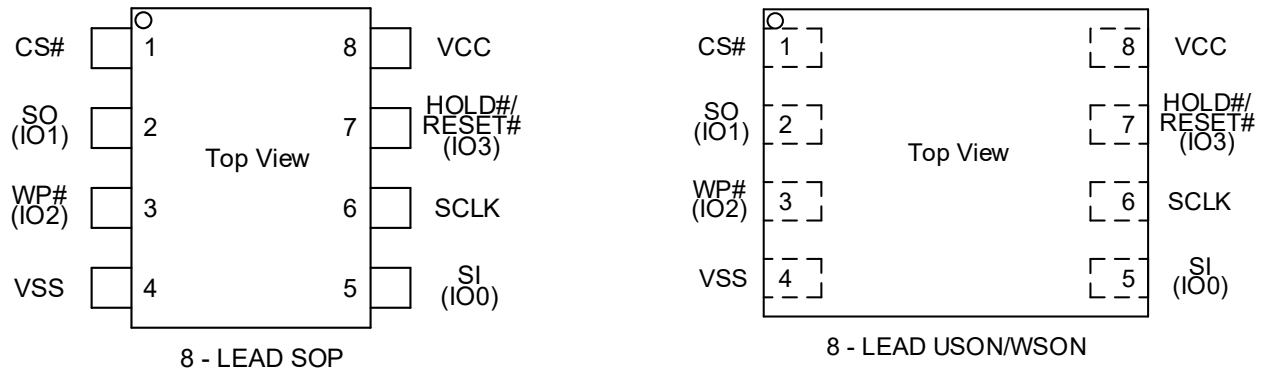 CS# 1 8 VCC
SO
(IO1) 2 7 HOLD#/
RESET#
(IO3)
Top View
WP#
(IO2) 3 6 SCLK
VSS 4 5 SI
(IO0)
8 - LEAD SOP
CS# 1 8 VCC
SO
(IO1) 2 7 HOLD#/
RESET#
(IO3)
Top View
WP#
(IO2) 3 6 SCLK
VSS 4 5 SI
(IO0)
8 - LEAD USON/WSON